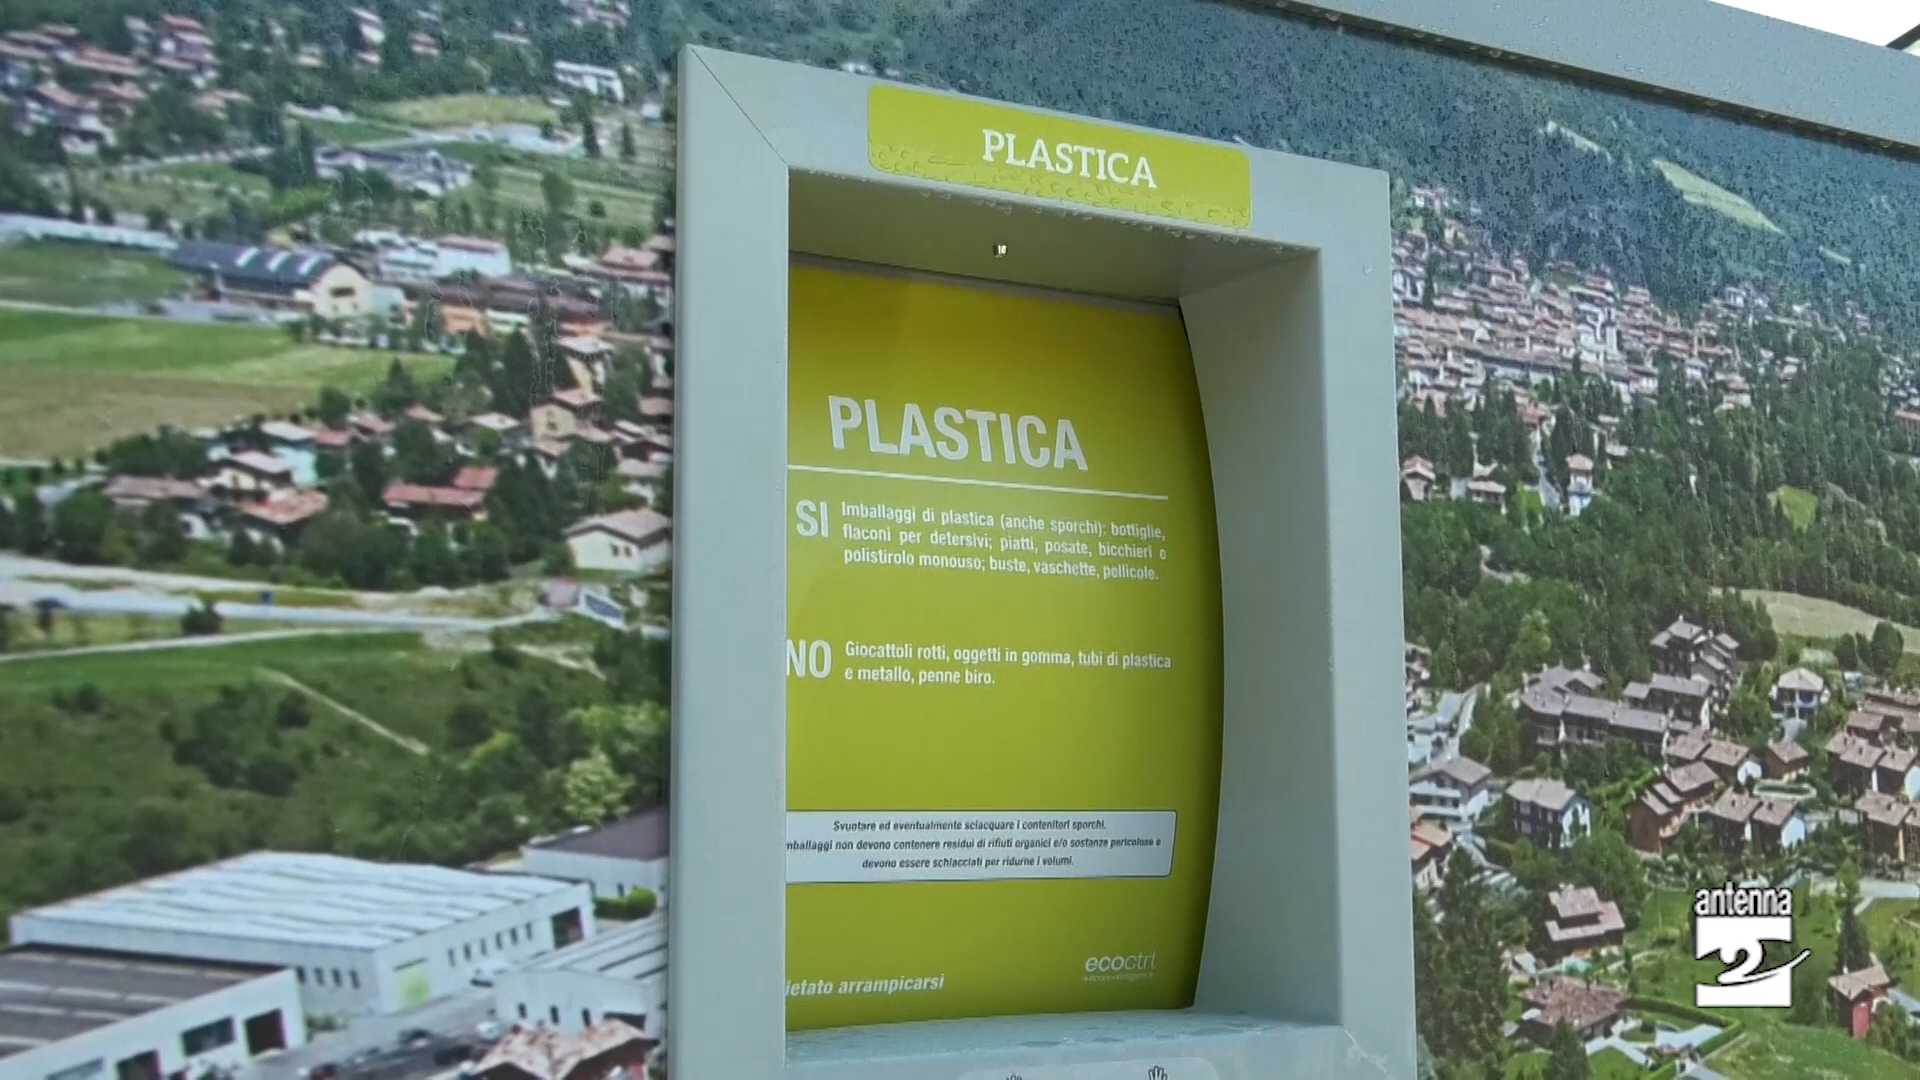 PLASTICA
PLASTICA
SI Imballaggi di plastica (anche sporchi): bottiglie,
flaconi per detersivi; piatti, posate, bicchieri e
polistirolo monouso; buste, vaschette, pellicole.
NO Giocattoli rotti, oggetti in gomma, tubi di plastica
e metallo, penne biro.
Svuotare ed eventualmente sciacquare i contenitori sporchi.
mballaggi non devono contenere residui di rifiuti organici e/o sostanze pericolose e
devono essere schiacciati per ridurne i volumi.
ietato arrampicarsi
ecoctrl
antenna
2